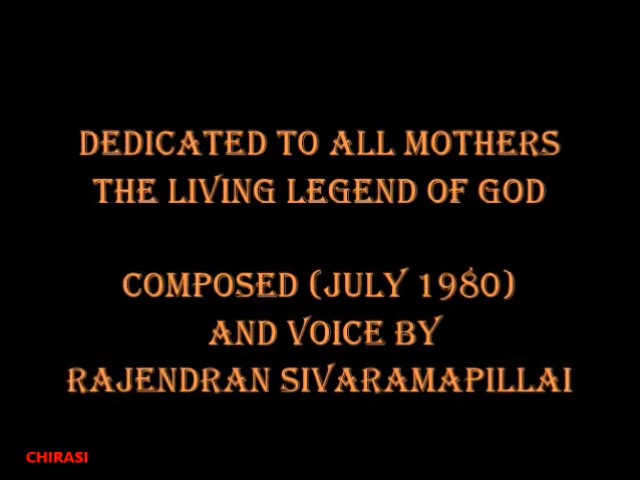 DEDICATED TO ALL MOTHERS
THE LIVING LEGEND OF GOD
COMPOSED (JULY 1980)
AND VOICE BY
RAJENDRAN SIVARAMAPILLAI
CHIRASI